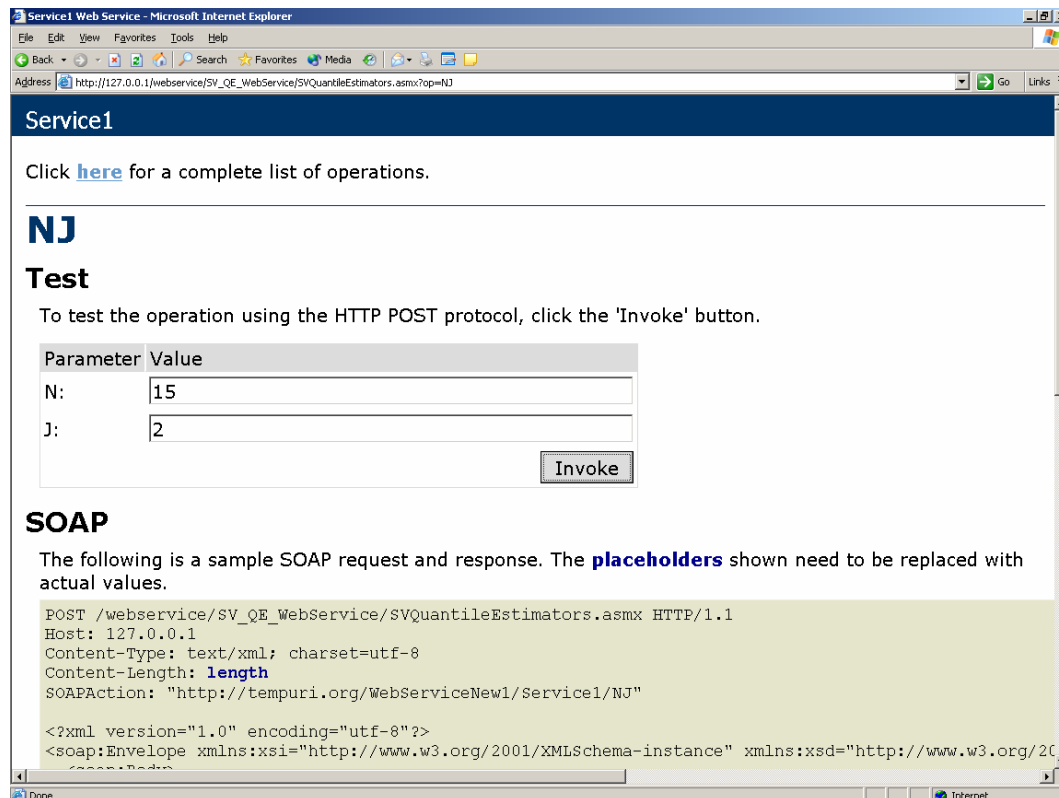 Service1 Web Service - Microsoft Internet Explorer
File Edit View Favorites Tools Help
Back Search Favorites Media
Address http://127.0.0.1/webservice/SV_QE_WebService/SVQuantileEstimators.asmx?op=NJ Go Links
Service1
Click here for a complete list of operations.
NJ
Test
To test the operation using the HTTP POST protocol, click the 'Invoke' button.
Parameter Value
N: 15
J: 2
Invoke
SOAP
The following is a sample SOAP request and response. The placeholders shown need to be replaced with
actual values.
POST /webservice/SV_QE_WebService/SVQuantileEstimators.asmx HTTP/1.1
Host: 127.0.0.1
Content-Type: text/xml; charset=utf-8
Content-Length: length
SOAPAction: "http://tempuri.org/WebServiceNew1/Service1/NJ"
<?xml version="1.0" encoding="utf-8"?>
<soap:Envelope xmlns:xsi="http://www.w3.org/2001/XMLSchema-instance" xmlns:xsd="http://www.w3.org/20
<soap:Body>
Done Internet